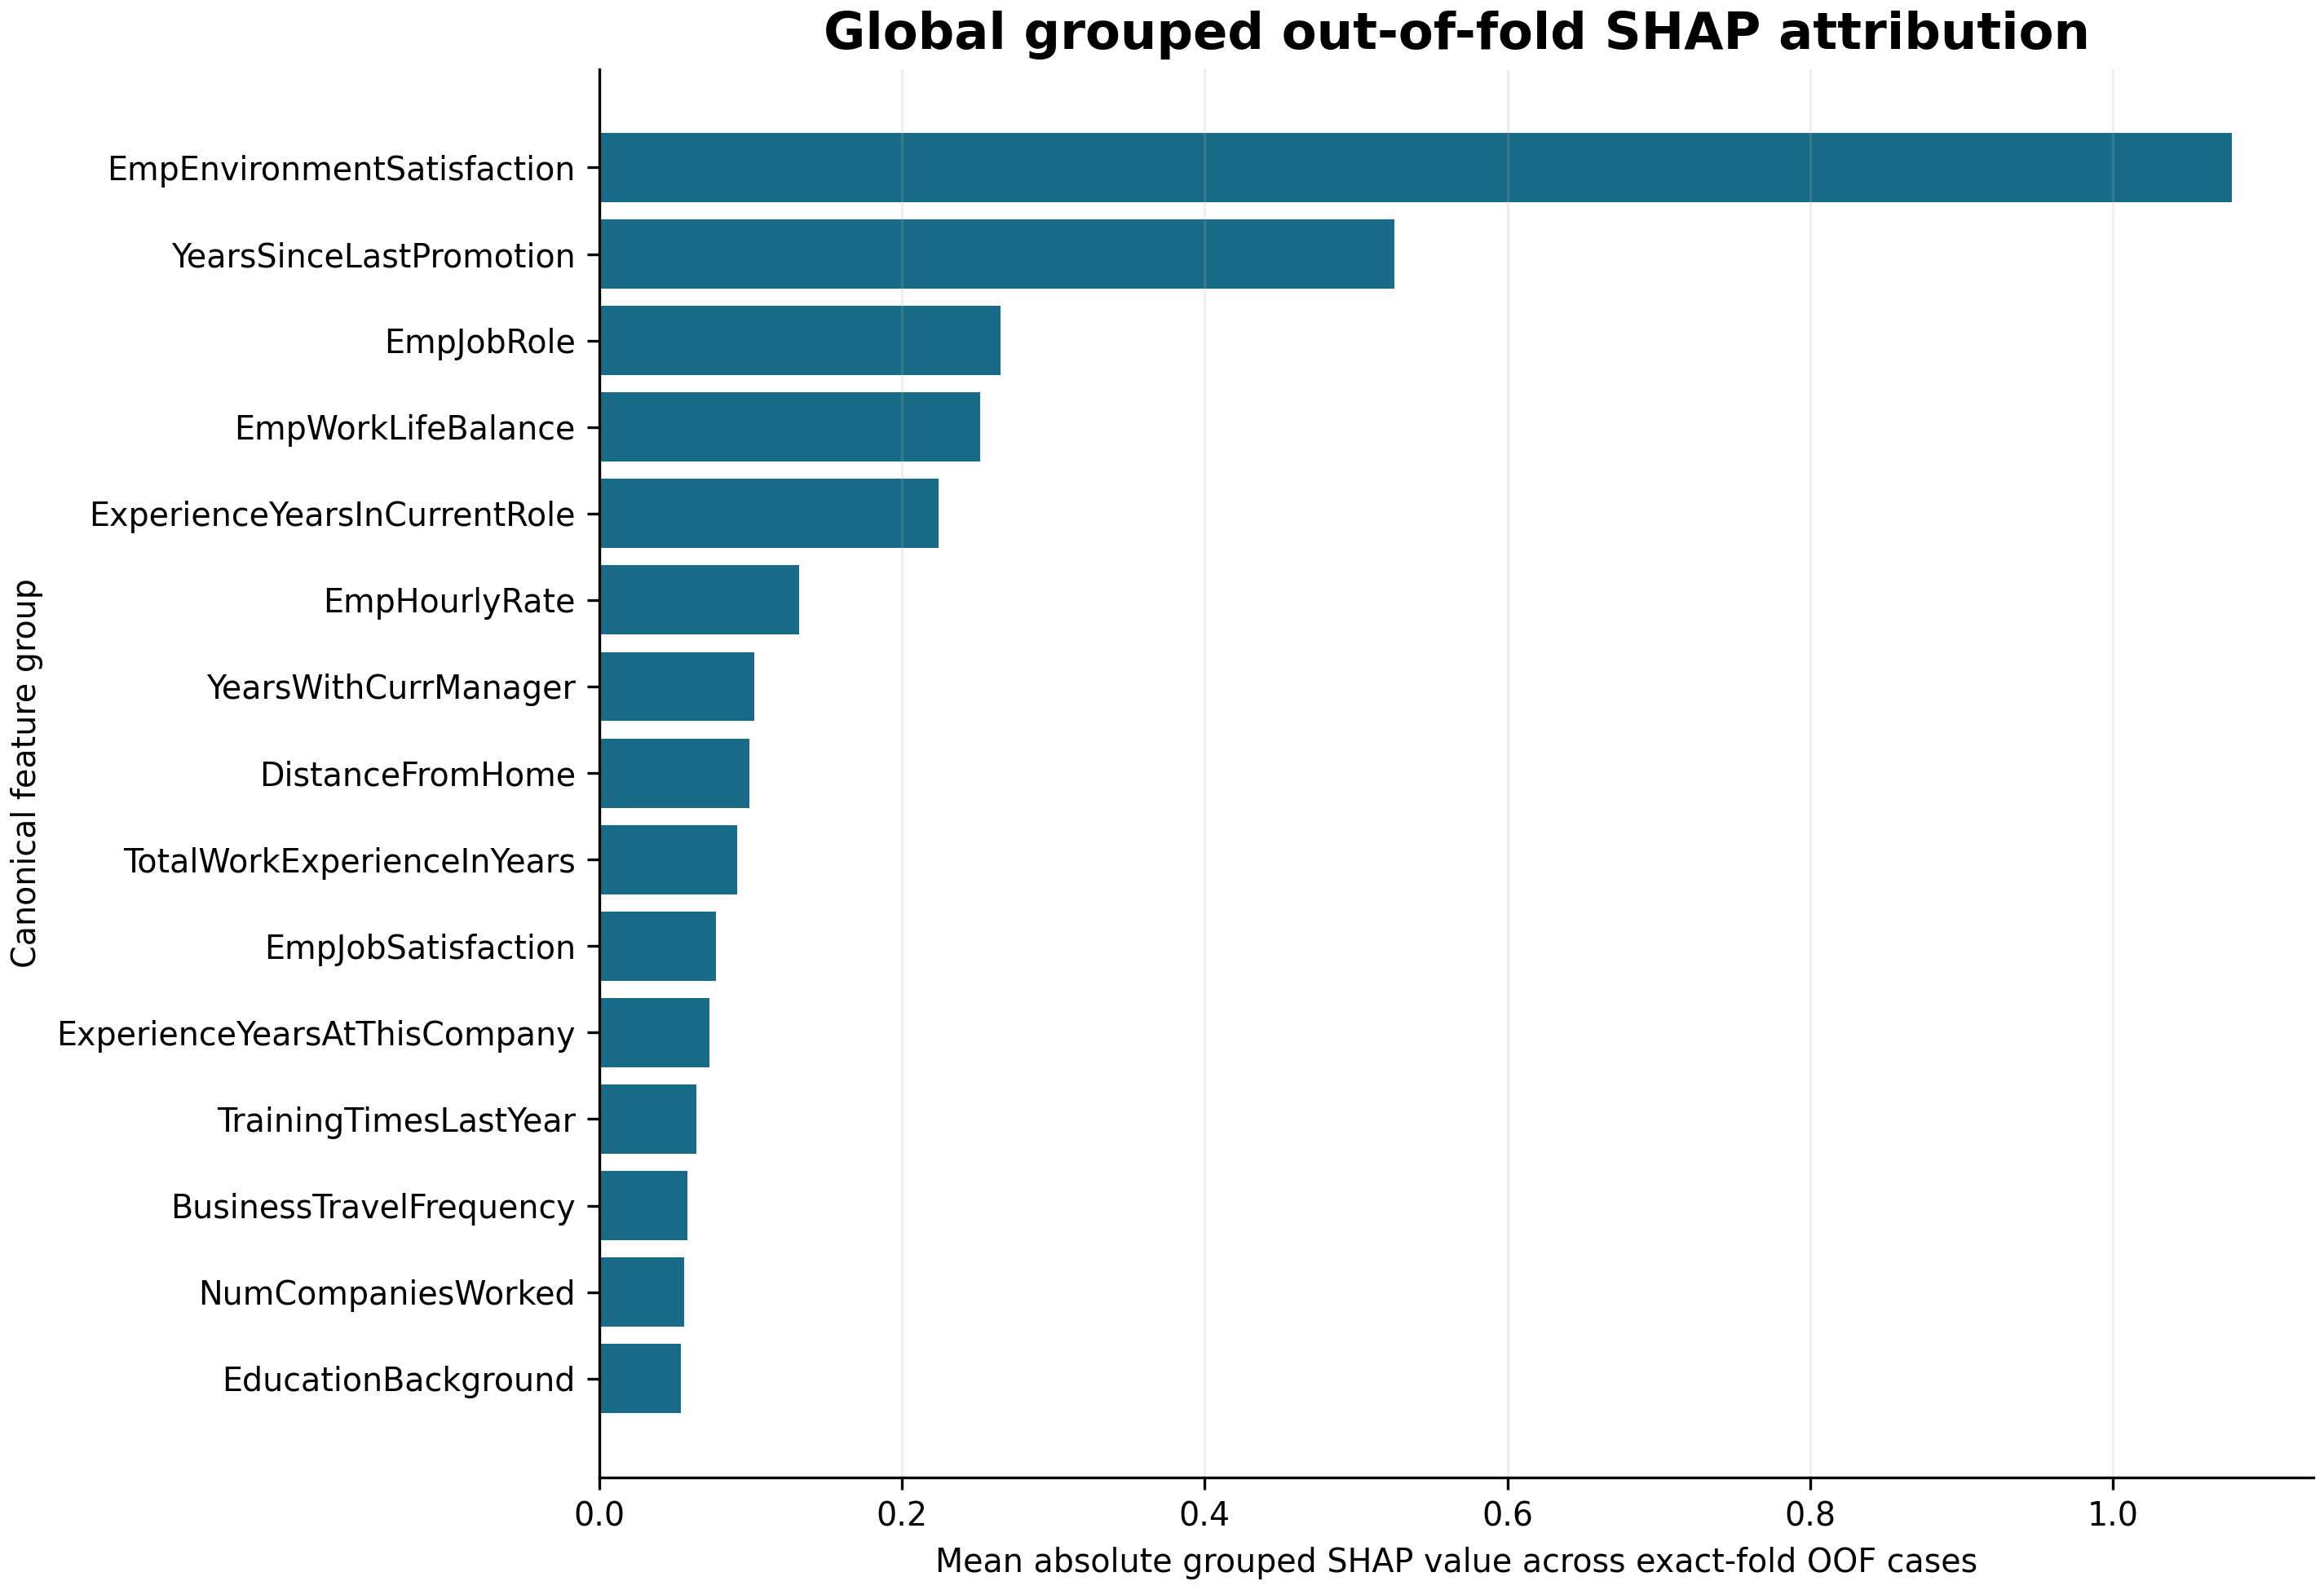 Global grouped out-of-fold SHAP attribution
Canonical feature group
EmpEnvironmentSatisfaction
YearsSinceLastPromotion
EmpJobRole
EmpWorkLifeBalance
ExperienceYearsInCurrentRole
EmpHourlyRate
YearsWithCurrManager
DistanceFromHome
TotalWorkExperienceInYears
EmpJobSatisfaction
ExperienceYearsAtThisCompany
TrainingTimesLastYear
BusinessTravelFrequency
NumCompaniesWorked
EducationBackground
0.0 0.2 0.4 0.6 0.8 1.0
Mean absolute grouped SHAP value across exact-fold OOF cases